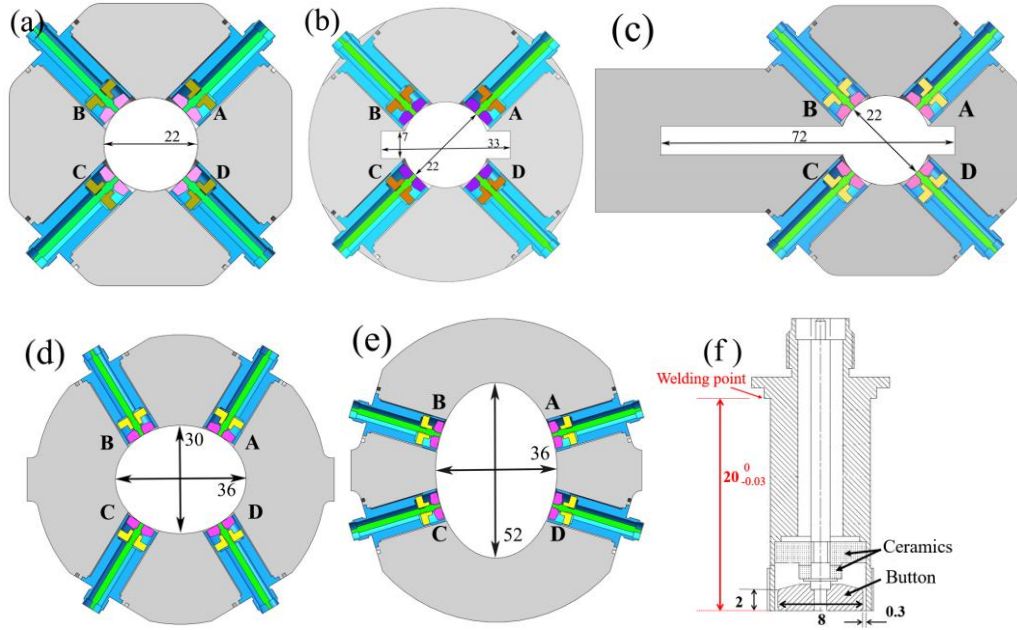 (a)
B
A
22
C
D
(b)
B
A
7
33
22
C
D
(c)
B
A
22
72
C
D
(d)
B
A
30
36
C
D
(e)
B
A
36
C
D
52
(f)
Welding point
20 0 -0.03
Ceramics
Button
2
8
0.3